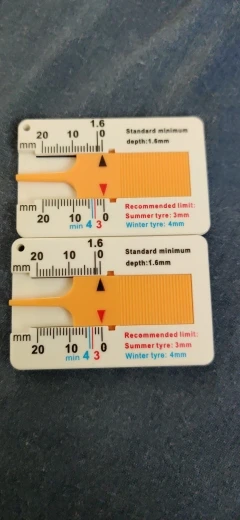 1.6
20 10 0
mm
Standard minimum
depth:1.6mm
mm
20 10 0
min 4 3
Recommended limit:
Summer tyre: 3mm
Winter tyre: 4mm
1.6
20 10 0
mm
Standard minimum
depth:1.6mm
mm
20 10 0
min 4 3
Recommended limit:
Summer tyre: 3mm
Winter tyre: 4mm